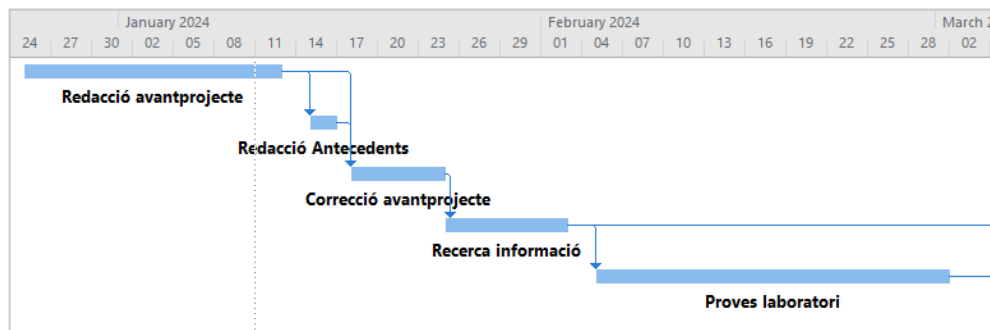 January 2024 February 2024 March 2
24 27 30 02 05 08 11 14 17 20 23 26 29 01 04 07 10 13 16 19 22 25 28 02
Redacció avantprojecte
Redacció Antecedents
Correcció avantprojecte
Recerca informació
Proves laboratori